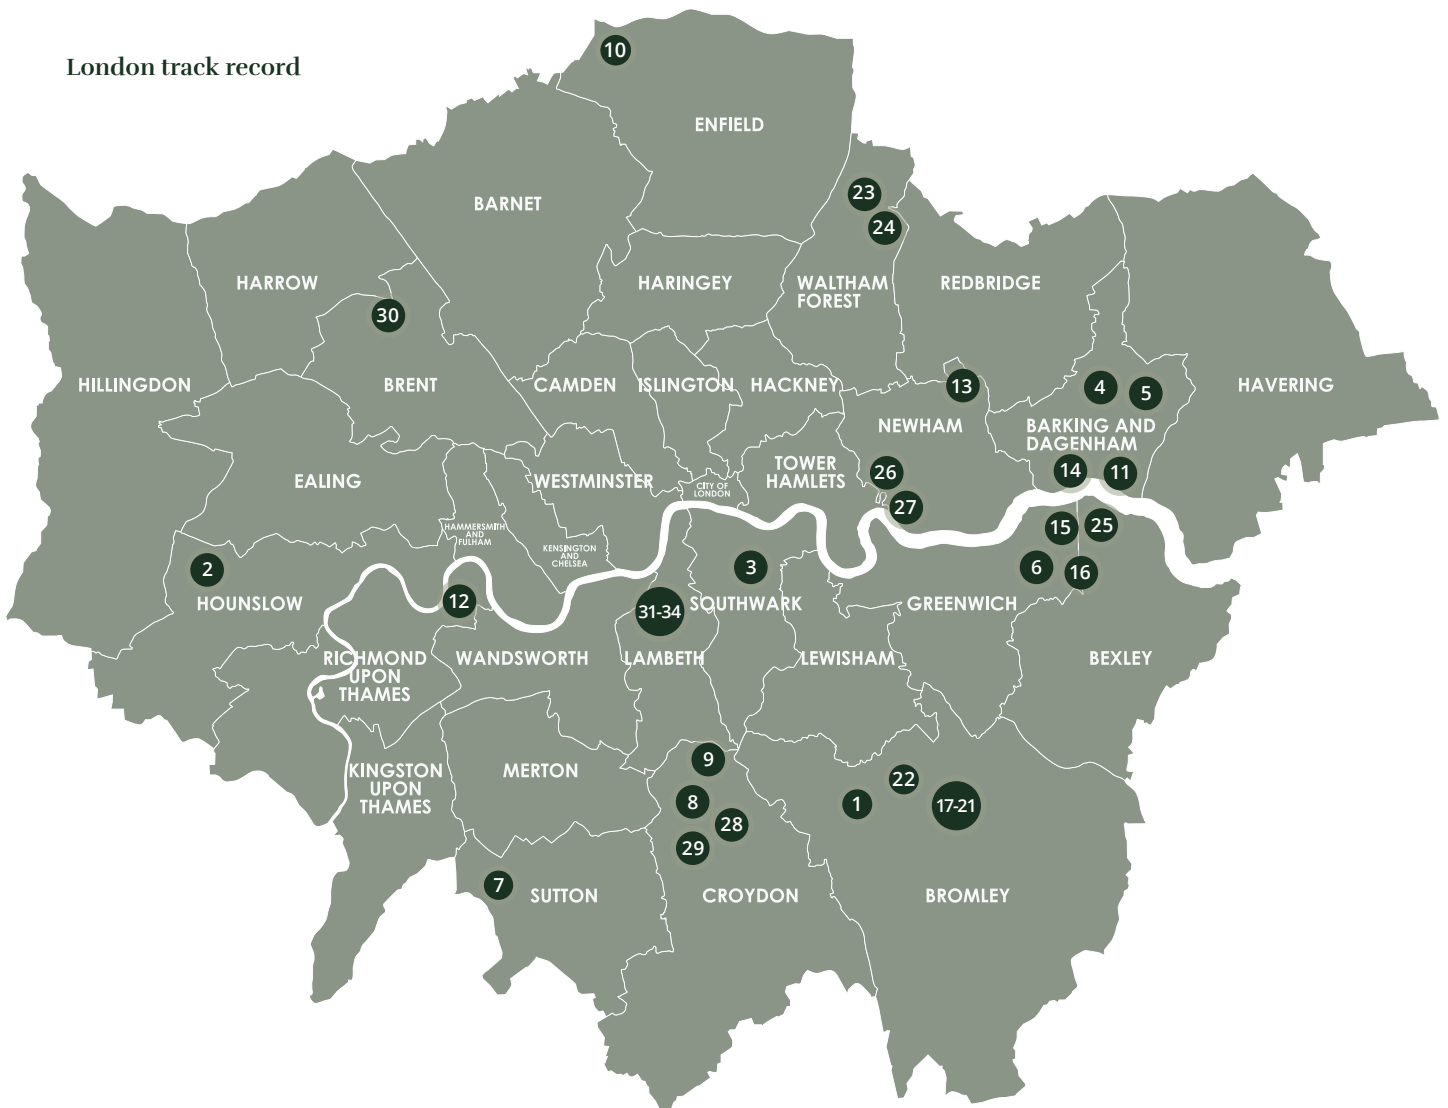 London track record
10
ENFIELD
23
BARNET
24
HARROW
HARINGEY
WALTHAM
FOREST
REDBRIDGE
30
HILLINGDON
BRENT
CAMDEN
ISLINGTON
HACKNEY
13
4
5
HAVERING
NEWHAM
BARKING AND
DAGENHAM
EALING
WESTMINSTER
TOWER
HAMLETS
26
14
11
CITY OF
LONDON
27
HAMMERSMITH
AND
FULHAM
15
25
KENSINGTON
AND
CHELSEA
2
3
6
16
HOUNSLOW
12
31-34
SOUTHWARK
GREENWICH
RICHMOND
UPON
THAMES
WANDSWORTH
LAMBETH
LEWISHAM
BEXLEY
KINGSTON
UPON
THAMES
MERTON
9
22
8
1
17-21
28
29
7
SUTTON
CROYDON
BROMLEY